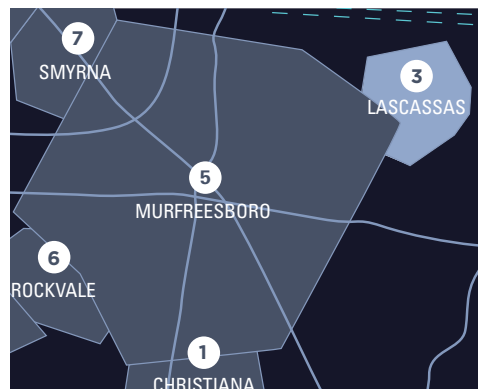 7
SMYRNA
3
LASCASSAS
5
MURFREESBORO
6
ROCKVALE
1
CHRISTIANA